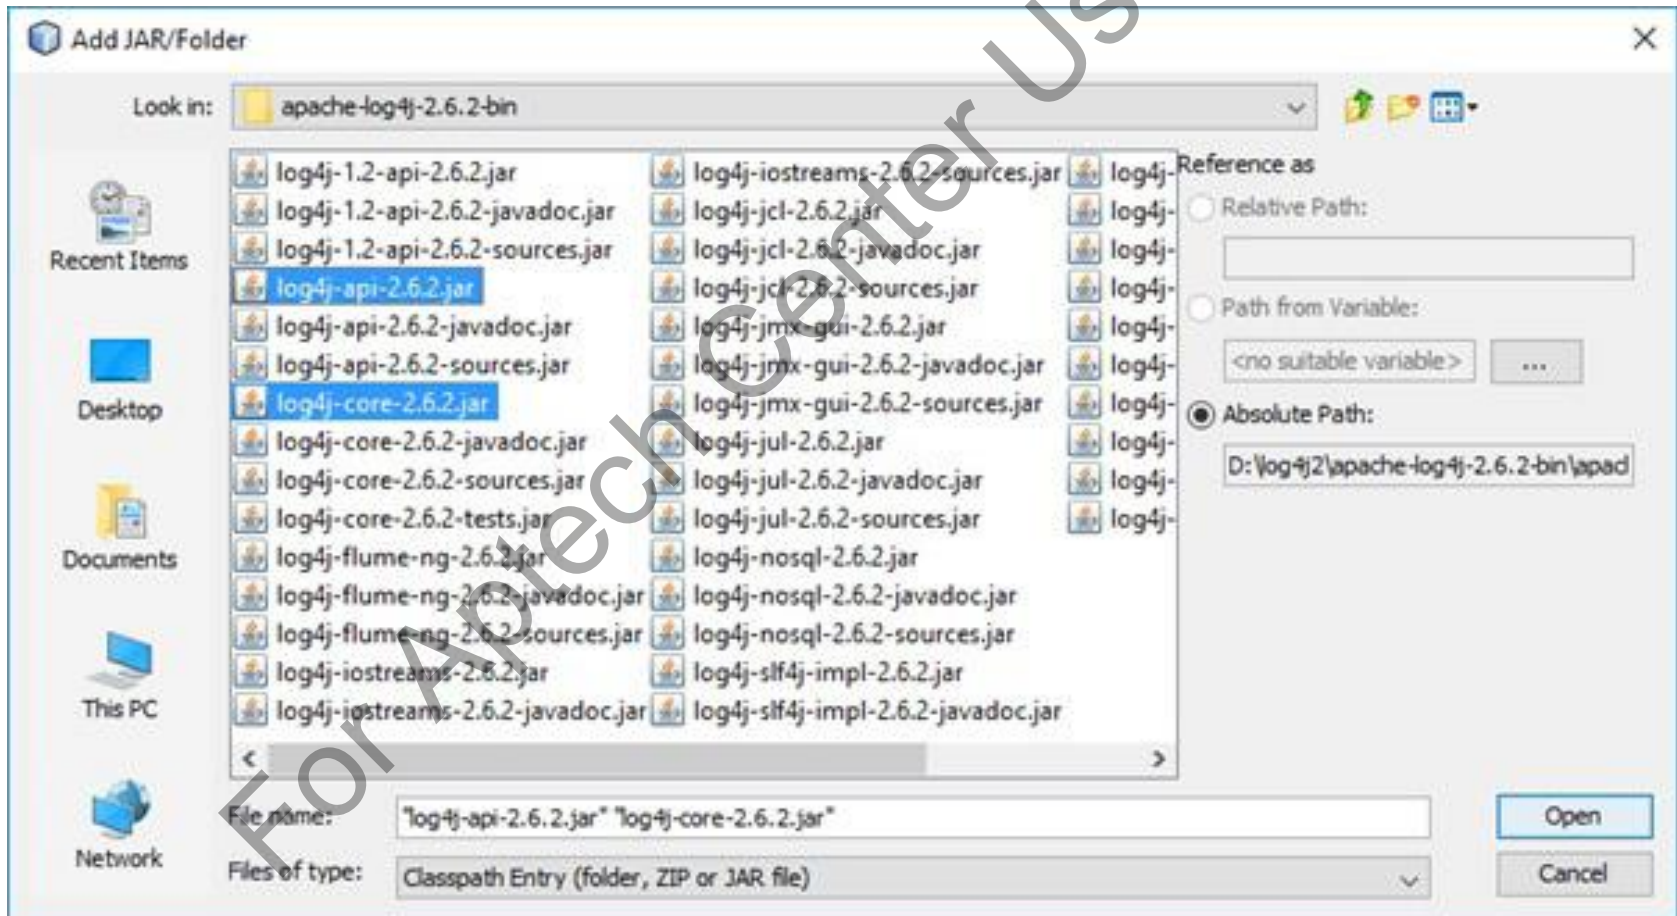 Add JAR/Folder
Look in:
apache-log4j-2.6.2-bin
Recent Items
Desktop
Documents
This PC
Network
log4j-1.2-api-2.6.2.jar
log4j-1.2-api-2.6.2-javadoc.jar
log4j-1.2-api-2.6.2-sources.jar
log4j-api-2.6.2.jar
log4j-api-2.6.2-javadoc.jar
log4j-api-2.6.2-sources.jar
log4j-core-2.6.2.jar
log4j-core-2.6.2-javadoc.jar
log4j-core-2.6.2-sources.jar
log4j-core-2.6.2-tests.jar
log4j-flume-ng-2.6.2.jar
log4j-flume-ng-2.6.2-javadoc.jar
log4j-flume-ng-2.6.2-sources.jar
log4j-iostreams-2.6.2.jar
log4j-iostreams-2.6.2-javadoc.jar
log4j-iostreams-2.6.2-sources.jar
log4j-jcl-2.6.2.jar
log4j-jcl-2.6.2-javadoc.jar
log4j-jcl-2.6.2-sources.jar
log4j-jmx-gui-2.6.2.jar
log4j-jmx-gui-2.6.2-javadoc.jar
log4j-jmx-gui-2.6.2-sources.jar
log4j-jul-2.6.2.jar
log4j-jul-2.6.2-javadoc.jar
log4j-jul-2.6.2-sources.jar
log4j-nosql-2.6.2.jar
log4j-nosql-2.6.2-javadoc.jar
log4j-nosql-2.6.2-sources.jar
log4j-slf4j-impl-2.6.2.jar
log4j-slf4j-impl-2.6.2-javadoc.jar
log4j-
log4j-
log4j-
log4j-
log4j-
log4j-
log4j-
log4j-
log4j-
log4j-
Reference as
Relative Path:
Path from Variable:
<no suitable variable>
...
Absolute Path:
D:\log4j2\apache-log4j-2.6.2-bin\apad
File name:
"log4j-api-2.6.2.jar" "log4j-core-2.6.2.jar"
Open
Files of type:
Classpath Entry (folder, ZIP or JAR file)
Cancel
For Aptech Center Us